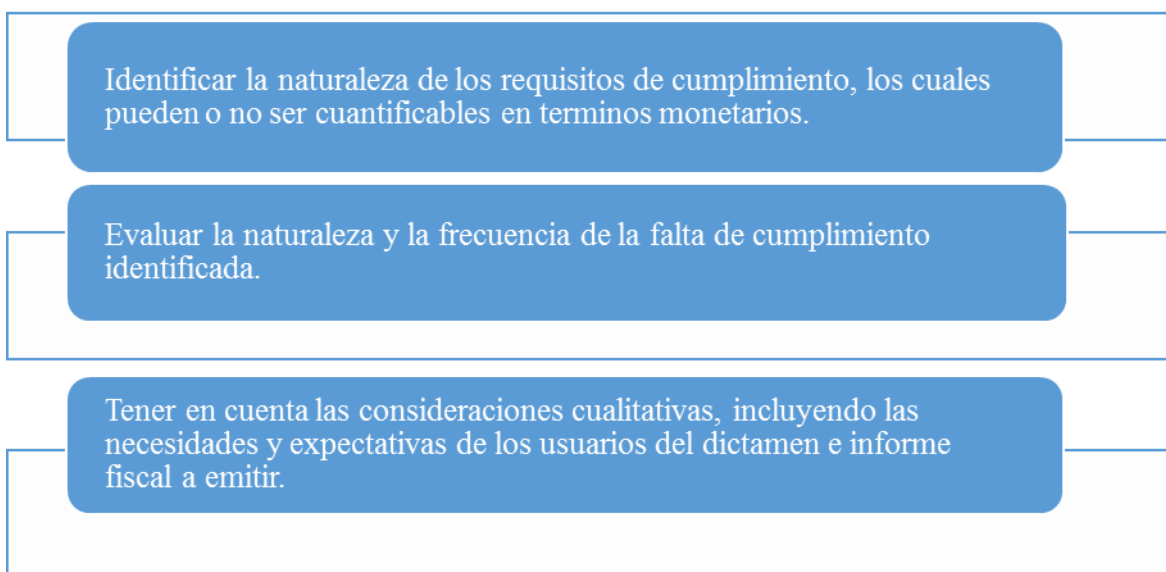 Identificar la naturaleza de los requisitos de cumplimiento, los cuales
pueden o no ser cuantificables en terminos monetarios.
Evaluar la naturaleza y la frecuencia de la falta de cumplimiento
identificada.
Tener en cuenta las consideraciones cualitativas, incluyendo las
necesidades y expectativas de los usuarios del dictamen e informe
fiscal a emitir.